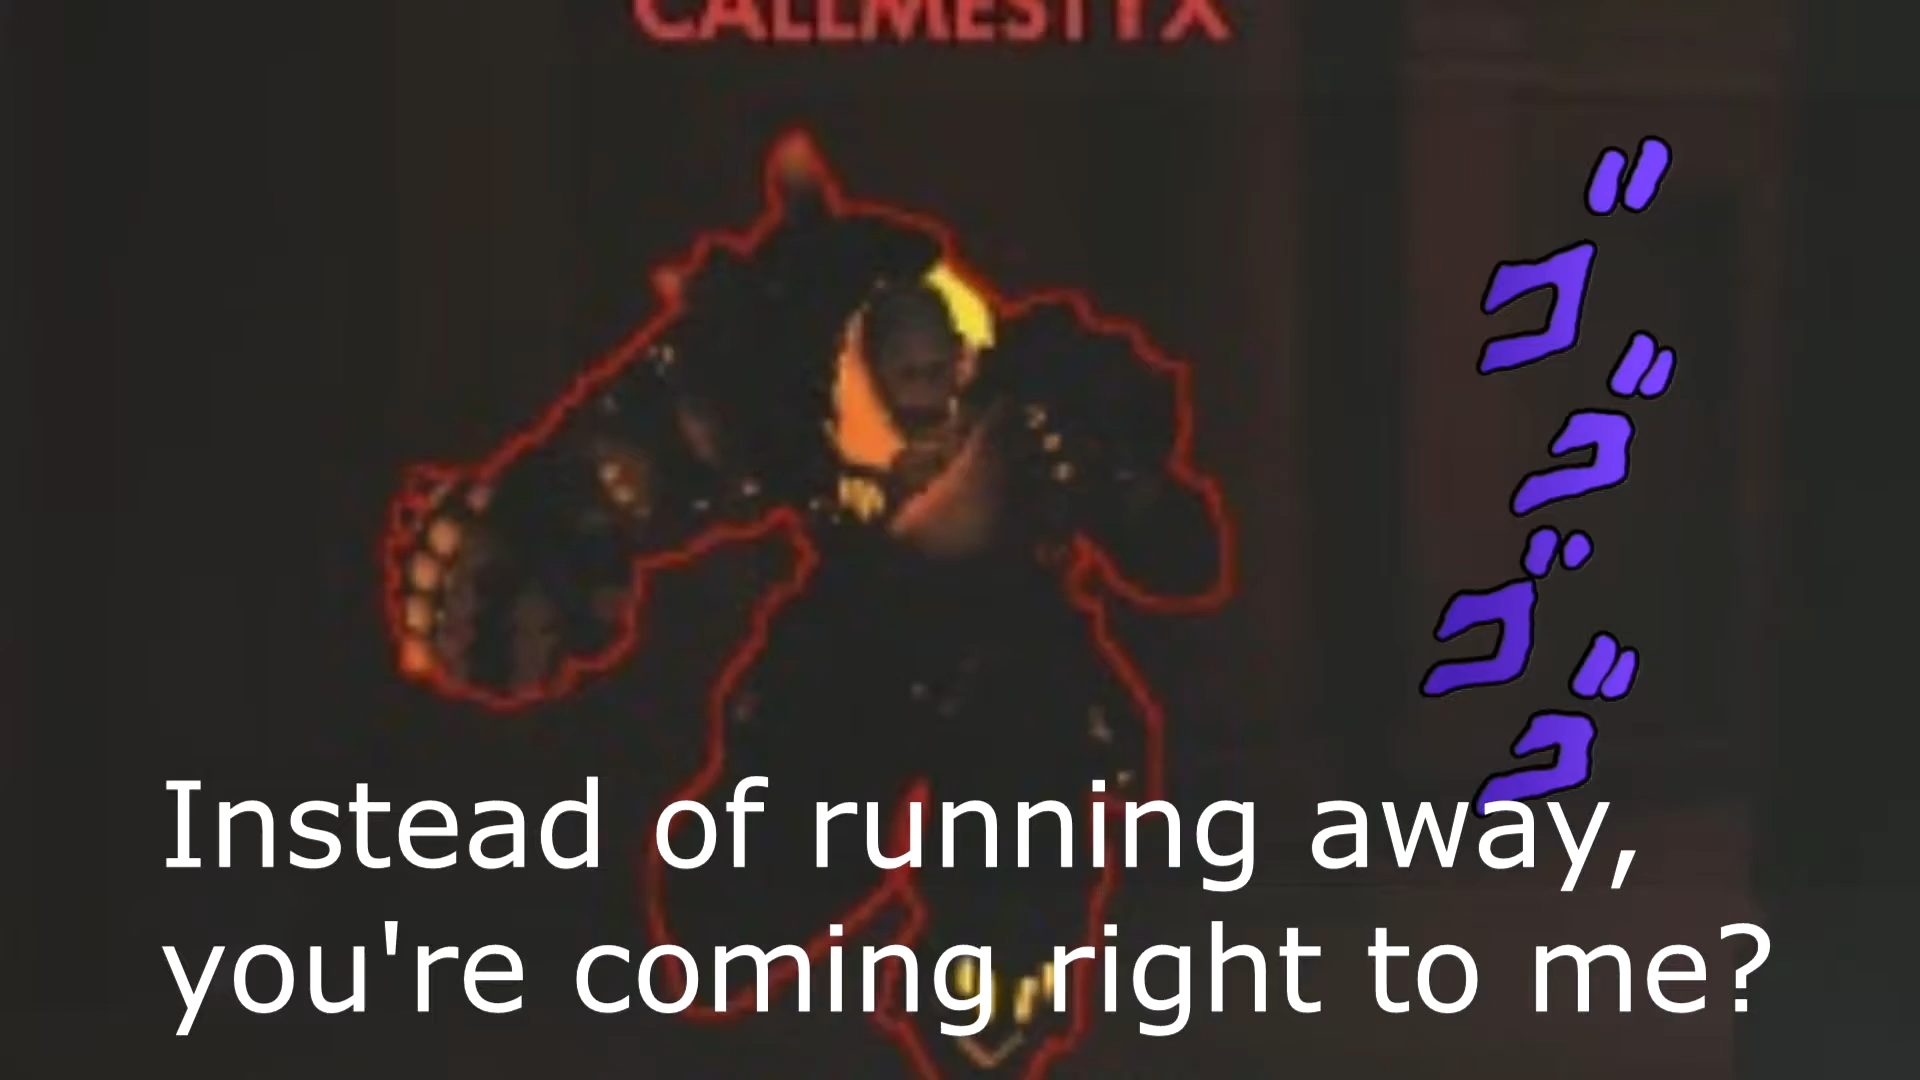 CALLMESTYX
ゴ
ゴ
ゴ
ゴ
Instead of running away,
you're coming right to me?